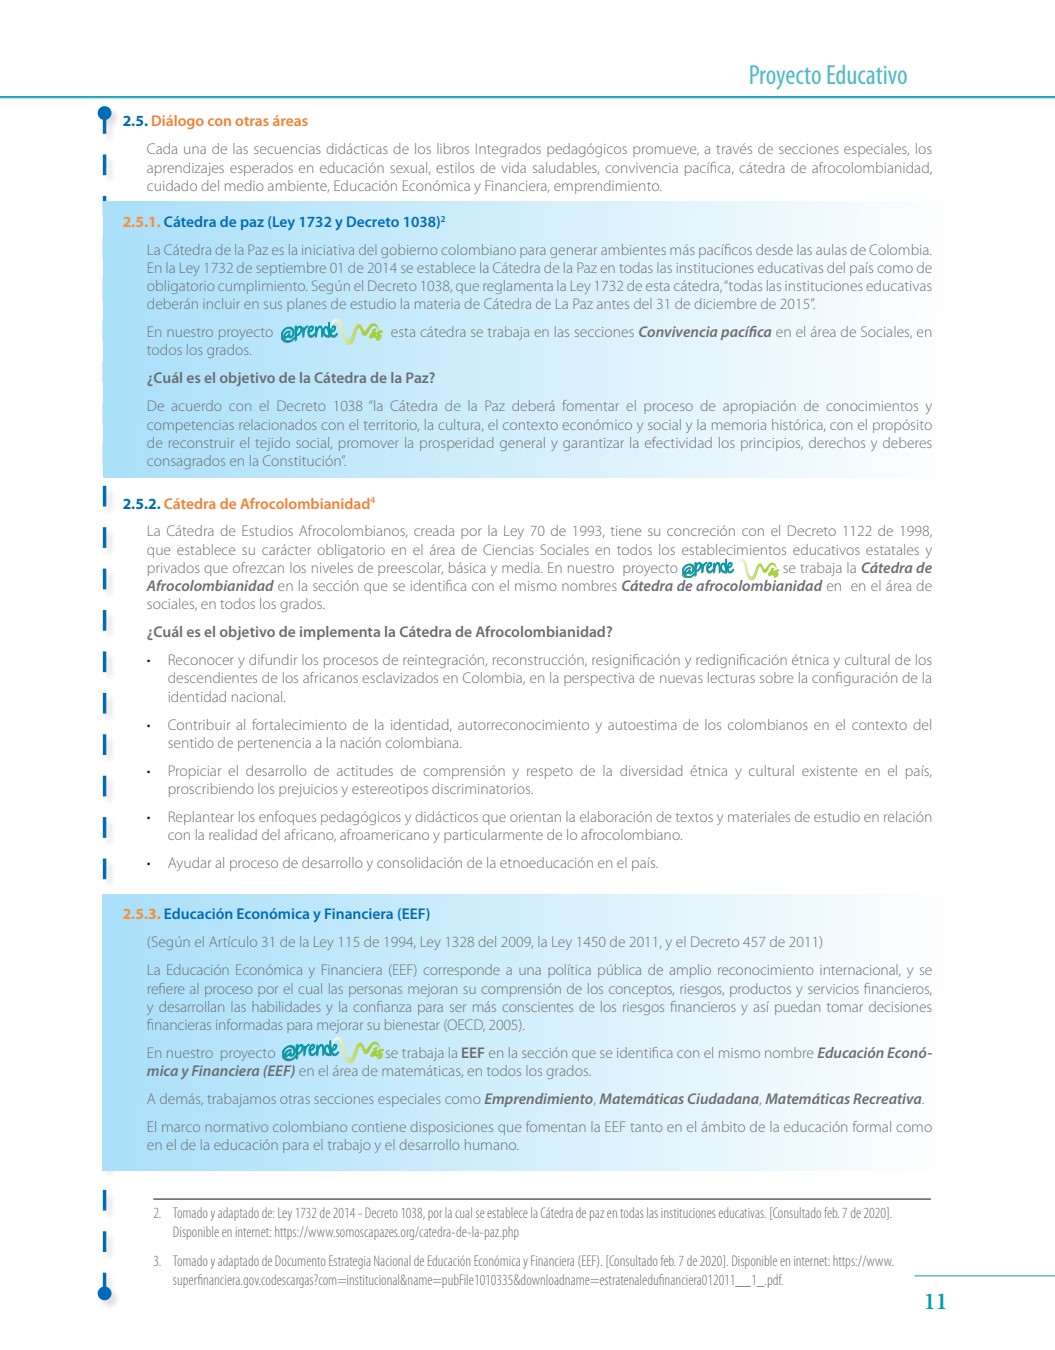 Proyecto Educativo
2.5. Diálogo con otras áreas
Cada una de las secuencias didácticas de los libros Integrados pedagógicos promueve, a través de secciones especiales, los
aprendizajes esperados en educación sexual, estilos de vida saludables, convivencia pacífica, cátedra de afrocolombianidad,
cuidado del medio ambiente, Educación Económica y Financiera, emprendimiento.
2.5.1. Cátedra de paz (Ley 1732 y Decreto 1038)2
La Cátedra de la Paz es la iniciativa del gobierno colombiano para generar ambientes más pacíficos desde las aulas de Colombia.
En la Ley 1732 de septiembre 01 de 2014 se establece la Cátedra de la Paz en todas las instituciones educativas del país como de
obligatorio cumplimiento. Según el Decreto 1038, que reglamenta la Ley 1732 de esta cátedra, “todas las instituciones educativas
deberán incluir en sus planes de estudio la materia de Cátedra de La Paz antes del 31 de diciembre de 2015”.
En nuestro proyecto @prende Más esta cátedra se trabaja en las secciones Convivencia pacífica en el área de Sociales, en
todos los grados.
¿Cuál es el objetivo de la Cátedra de la Paz?
De acuerdo con el Decreto 1038 “la Cátedra de la Paz deberá fomentar el proceso de apropiación de conocimientos y
competencias relacionados con el territorio, la cultura, el contexto económico y social y la memoria histórica, con el propósito
de reconstruir el tejido social, promover la prosperidad general y garantizar la efectividad los principios, derechos y deberes
consagrados en la Constitución”.
2.5.2. Cátedra de Afrocolombianidad4
La Cátedra de Estudios Afrocolombianos, creada por la Ley 70 de 1993, tiene su concreción con el Decreto 1122 de 1998,
que establece su carácter obligatorio en el área de Ciencias Sociales en todos los establecimientos educativos estatales y
privados que ofrezcan los niveles de preescolar, básica y media. En nuestro proyecto @prende Más se trabaja la Cátedra de
Afrocolombianidad en la sección que se identifica con el mismo nombres Cátedra de afrocolombianidad en en el área de
sociales, en todos los grados.
¿Cuál es el objetivo de implementa la Cátedra de Afrocolombianidad?
• Reconocer y difundir los procesos de reintegración, reconstrucción, resignificación y redignificación étnica y cultural de los
descendientes de los africanos esclavizados en Colombia, en la perspectiva de nuevas lecturas sobre la configuración de la
identidad nacional.
• Contribuir al fortalecimiento de la identidad, autorreconocimiento y autoestima de los colombianos en el contexto del
sentido de pertenencia a la nación colombiana.
• Propiciar el desarrollo de actitudes de comprensión y respeto de la diversidad étnica y cultural existente en el país,
proscribiendo los prejuicios y estereotipos discriminatorios.
• Replantear los enfoques pedagógicos y didácticos que orientan la elaboración de textos y materiales de estudio en relación
con la realidad del africano, afroamericano y particularmente de lo afrocolombiano.
• Ayudar al proceso de desarrollo y consolidación de la etnoeducación en el país.
2.5.3. Educación Económica y Financiera (EEF)
(Según el Artículo 31 de la Ley 115 de 1994, Ley 1328 del 2009, la Ley 1450 de 2011, y el Decreto 457 de 2011)
La Educación Económica y Financiera (EEF) corresponde a una política pública de amplio reconocimiento internacional, y se
refiere al proceso por el cual las personas mejoran su comprensión de los conceptos, riesgos, productos y servicios financieros,
y desarrollan las habilidades y la confianza para ser más conscientes de los riesgos financieros y así puedan tomar decisiones
financieras informadas para mejorar su bienestar (OECD, 2005).
En nuestro proyecto @prende Más se trabaja la EEF en la sección que se identifica con el mismo nombre Educación Econó-
mica y Financiera (EEF) en el área de matemáticas, en todos los grados.
A demás, trabajamos otras secciones especiales como Emprendimiento, Matemáticas Ciudadana, Matemáticas Recreativa.
El marco normativo colombiano contiene disposiciones que fomentan la EEF tanto en el ámbito de la educación formal como
en el de la educación para el trabajo y el desarrollo humano.
2. Tomado y adaptado de: Ley 1732 de 2014 - Decreto 1038, por la cual se establece la Cátedra de paz en todas las instituciones educativas. [Consultado feb. 7 de 2020].
Disponible en internet: https://www.somoscapazes.org/catedra-de-la-paz.php
3. Tomado y adaptado de Documento Estrategia Nacional de Educación Económica y Financiera (EEF). [Consultado feb. 7 de 2020]. Disponible en internet: https://www.
superfinanciera.gov.codescargas?com=institucional&name=pubFile1010335&downloadname=estratenaledufinanciera012011__1_.pdf.
11